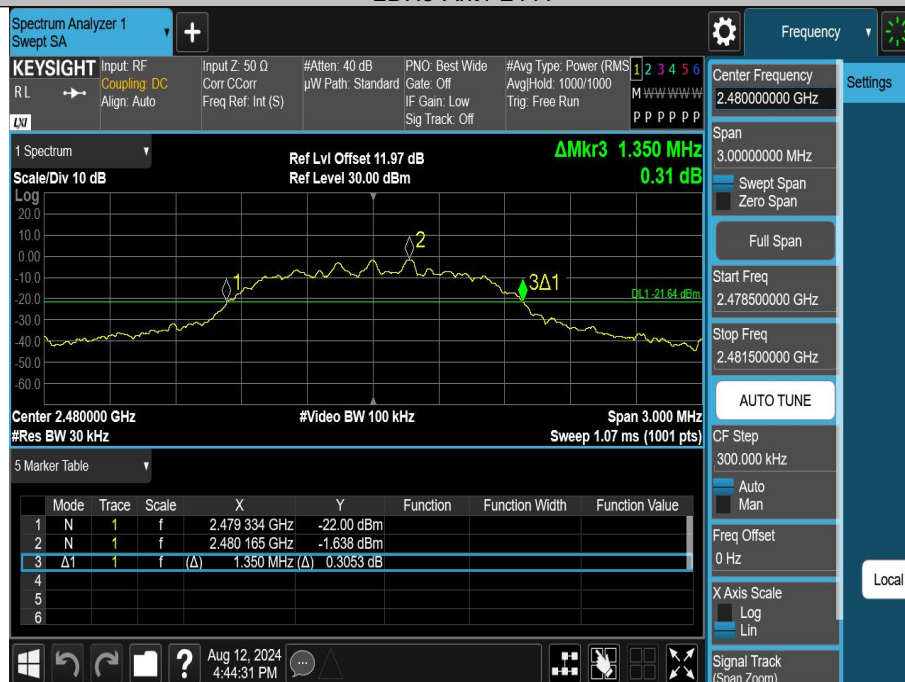 Spectrum Analyzer 1
Swept SA
+
Frequency
KEYSIGHT
RL
LXI
Input: RF
Coupling: DC
Align: Auto
Input Z: 50 Ω
Corr CCorr
Freq Ref: Int (S)
#Atten: 40 dB
µW Path: Standard
PNO: Best Wide
Gate: Off
IF Gain: Low
Sig Track: Off
#Avg Type: Power (RMS
Avg|Hold: 1000/1000
Trig: Free Run
1 2 3 4 5 6
M W W W W W
P P P P P P
1 Spectrum
Scale/Div 10 dB
Ref Lvl Offset 11.97 dB
Ref Level 30.00 dBm
ΔMkr3 1.350 MHz
0.31 dB
Log
20.0
10.0
0.00
-10.0
-20.0
-30.0
-40.0
-50.0
-60.0
1
2
3Δ1
DL1 -21.64 dBm
Center 2.480000 GHz
#Video BW 100 kHz
Span 3.000 MHz
#Res BW 30 kHz
Sweep 1.07 ms (1001 pts)
5 Marker Table
Mode Trace Scale X Y Function Function Width Function Value
1 N 1 f 2.479 334 GHz -22.00 dBm
2 N 1 f 2.480 165 GHz -1.638 dBm
3 Δ1 1 f (Δ) 1.350 MHz (Δ) 0.3053 dB
4
5
6
?
Aug 12, 2024
4:44:31 PM
Center Frequency
2.480000000 GHz
Settings
Span
3.00000000 MHz
Swept Span
Zero Span
Full Span
Start Freq
2.478500000 GHz
Stop Freq
2.481500000 GHz
AUTO TUNE
CF Step
300.000 kHz
Auto
Man
Freq Offset
0 Hz
Local
X Axis Scale
Log
Lin
Signal Track
(Span Zoom)